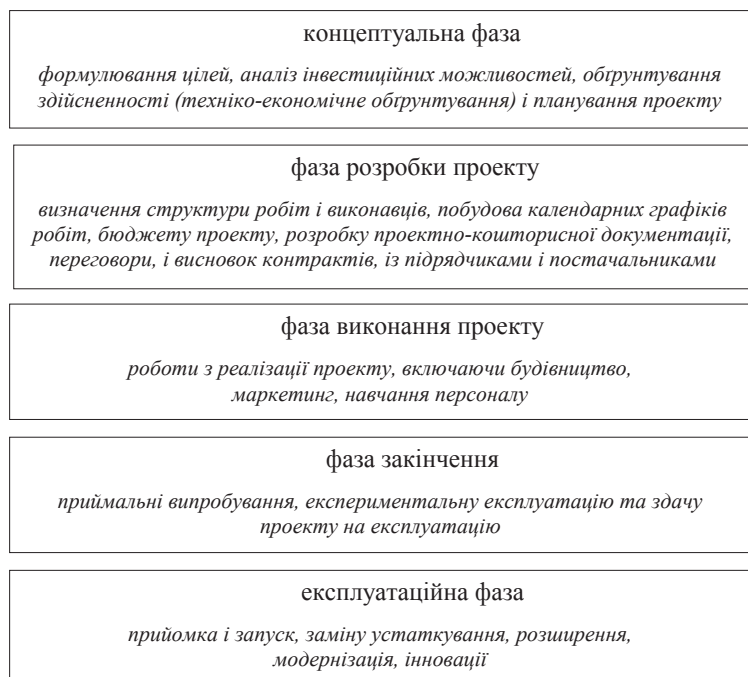 концептуальна фаза
формулювання цілей, аналіз інвестиційних можливостей, обґрунтування
здійсненності (техніко-економічне обґрунтування) і планування проекту
фаза розробки проекту
визначення структури робіт і виконавців, побудова календарних графіків
робіт, бюджету проекту, розробку проектно-кошторисної документації,
переговори, і висновок контрактів, із підрядчиками і постачальниками
фаза виконання проекту
роботи з реалізації проекту, включаючи будівництво,
маркетинг, навчання персоналу
фаза закінчення
приймальні випробування, експериментальну експлуатацію та здачу
проекту на експлуатацію
експлуатаційна фаза
прийомка і запуск, заміну устаткування, розширення,
модернізація, інновації